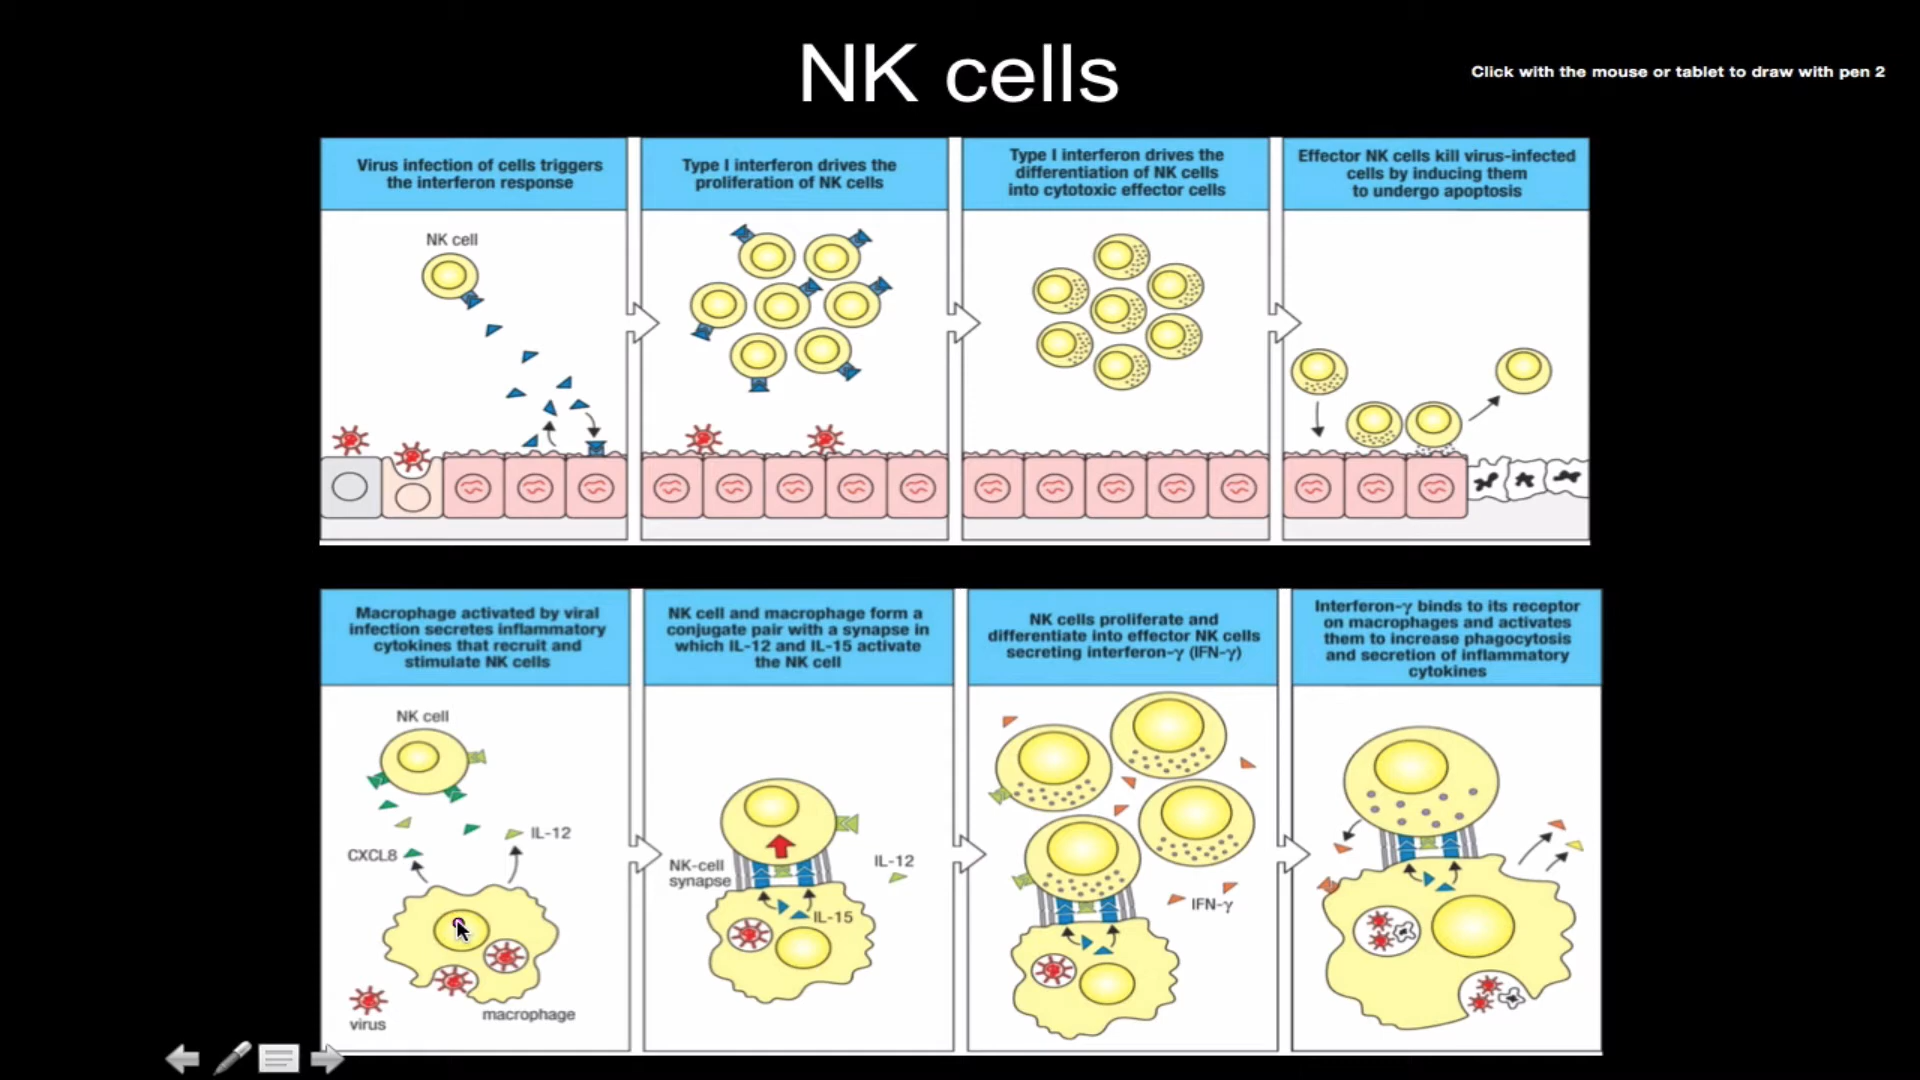 NK cells
Click with the mouse or tablet to draw with pen 2
Virus infection of cells triggers
the interferon response
NK cell
Type I interferon drives the
proliferation of NK cells
Type I interferon drives the
differentiation of NK cells
into cytotoxic effector cells
Effector NK cells kill virus-infected
cells by inducing them
to undergo apoptosis
Macrophage activated by viral
infection secretes inflammatory
cytokines that recruit and
stimulate NK cells
NK cell
IL-12
CXCL8
virus
macrophage
NK cell and macrophage form a
conjugate pair with a synapse in
which IL-12 and IL-15 activate
the NK cell
NK-cell
synapse
IL-12
IL-15
NK cells proliferate and
differentiate into effector NK cells
secreting interferon-γ (IFN-γ)
IFN-γ
Interferon-γ binds to its receptor
on macrophages and activates
them to increase phagocytosis
and secretion of inflammatory
cytokines